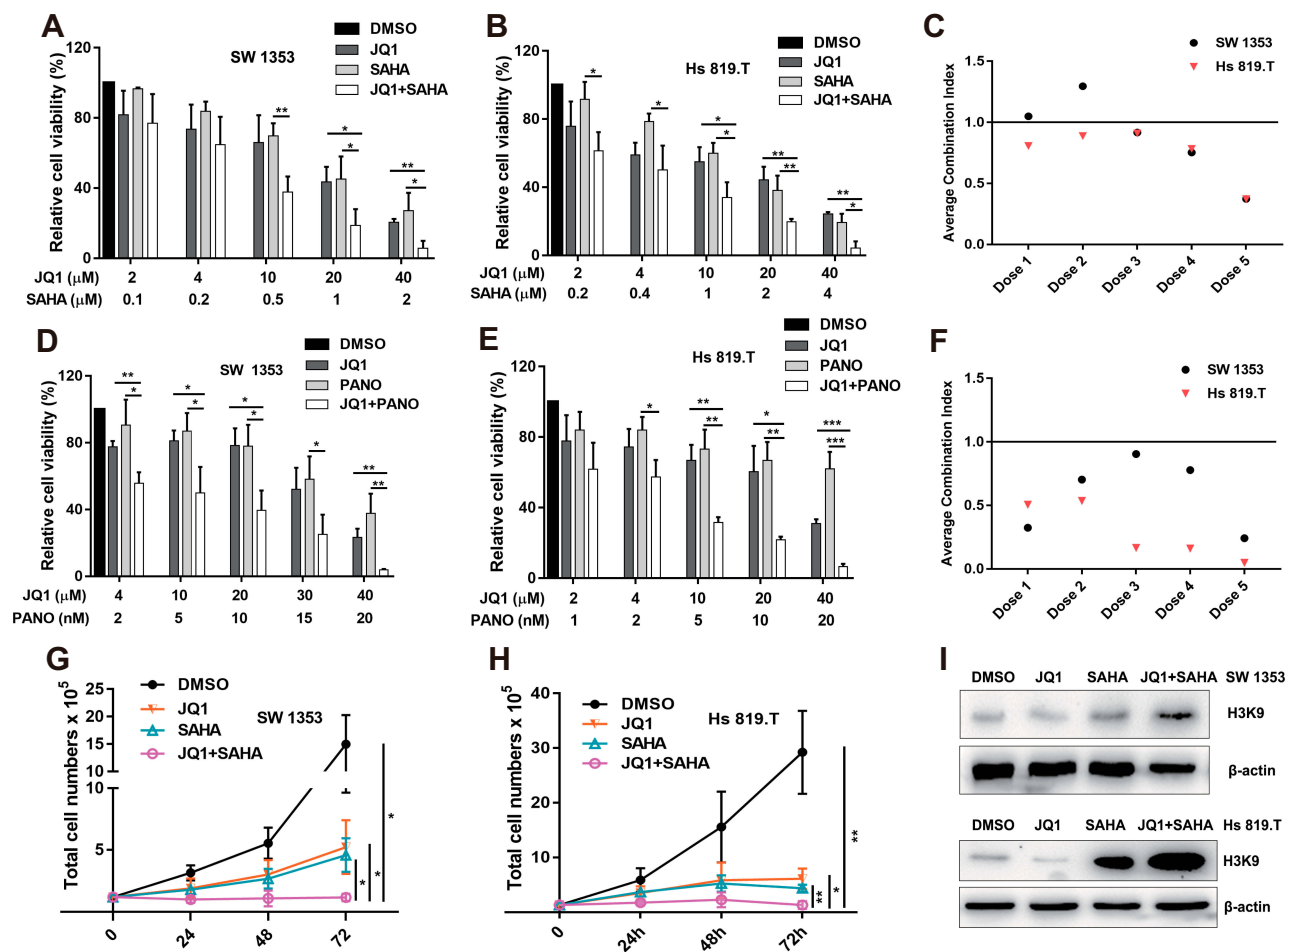 A
DMSO
JQ1
SAHA
JQ1+SAHA
SW 1353
Relative cell viability (%)
120
80
40
0
**
*
*
**
*
JQ1 (μM) 2 4 10 20 40
SAHA (μM) 0.1 0.2 0.5 1 2
B
DMSO
JQ1
SAHA
JQ1+SAHA
Hs 819.T
Relative cell viability (%)
120
80
40
0
*
*
*
*
**
**
**
*
JQ1 (μM) 2 4 10 20 40
SAHA (μM) 0.2 0.4 1 2 4
C
SW 1353
Hs 819.T
Average Combination Index
1.5
1.0
0.5
0.0
Dose 1 Dose 2 Dose 3 Dose 4 Dose 5
D
DMSO
JQ1
PANO
JQ1+PANO
SW 1353
Relative cell viability (%)
120
80
40
0
**
*
*
*
*
*
*
**
**
JQ1 (μM) 4 10 20 30 40
PANO (nM) 2 5 10 15 20
E
DMSO
JQ1
PANO
JQ1+PANO
Hs 819.T
Relative cell viability (%)
120
80
40
0
*
**
**
*
**
***
***
JQ1 (μM) 2 4 10 20 40
PANO (nM) 1 2 5 10 20
F
SW 1353
Hs 819.T
Average Combination Index
1.5
1.0
0.5
0.0
Dose 1 Dose 2 Dose 3 Dose 4 Dose 5
G
DMSO
JQ1
SAHA
JQ1+SAHA
SW 1353
Total cell numbers x 10⁵
25
20
15
10
10
5
0 24 48 72
*
*
*
H
DMSO
JQ1
SAHA
JQ1+SAHA
Hs 819.T
Total cell numbers x 10⁵
40
30
20
10
0 24h 48h 72h
**
*
**
I
DMSO JQ1 SAHA JQ1+SAHA SW 1353
H3K9
β-actin
DMSO JQ1 SAHA JQ1+SAHA Hs 819.T
H3K9
β-actin